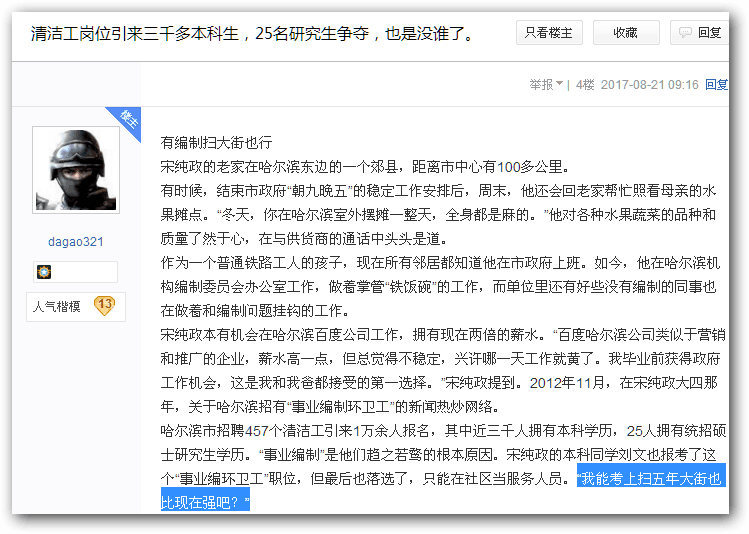 清洁工岗位引来三千多本科生，25名研究生争夺，也是没谁了。
只看楼主
收藏
回复
举报 | 4楼 2017-08-21 09:16 回复
楼主
dagao321
人气楷模 13
有编制扫大街也行
宋纯政的老家在哈尔滨东边的一个郊县，距离市中心有100多公里。
有时候，结束市政府“朝九晚五”的稳定工作安排后，周末，他还会回老家帮忙照看母亲的水
果摊点。“冬天，你在哈尔滨室外摆摊一整天，全身都是麻的。”他对各种水果蔬菜的品种和
质量了然于心，在与供货商的通话中头头是道。
作为一个普通铁路工人的孩子，现在所有邻居都知道他在市政府上班。如今，他在哈尔滨机
构编制委员会办公室工作，做着掌管“铁饭碗”的工作，而单位里还有好些没有编制的同事也
在做着和编制问题挂钩的工作。
宋纯政本有机会在哈尔滨百度公司工作，拥有现在两倍的薪水。“百度哈尔滨公司类似于营销
和推广的企业，薪水高一点，但总觉得不稳定，兴许哪一天工作就黄了。我毕业前获得政府
工作机会，这是我和我爸都接受的第一选择。”宋纯政提到。2012年11月，在宋纯政大四那
年，关于哈尔滨招有“事业编制环卫工”的新闻热炒网络。
哈尔滨市招聘457个清洁工引来1万余人报名，其中近三千人拥有本科学历，25人拥有统招硕
士研究生学历。“事业编制”是他们趋之若鹜的根本原因。宋纯政的本科同学刘文也报考了这
个“事业编环卫工”职位，但最后也落选了，只能在社区当服务人员。“我能考上扫五年大街也
比现在强吧？”